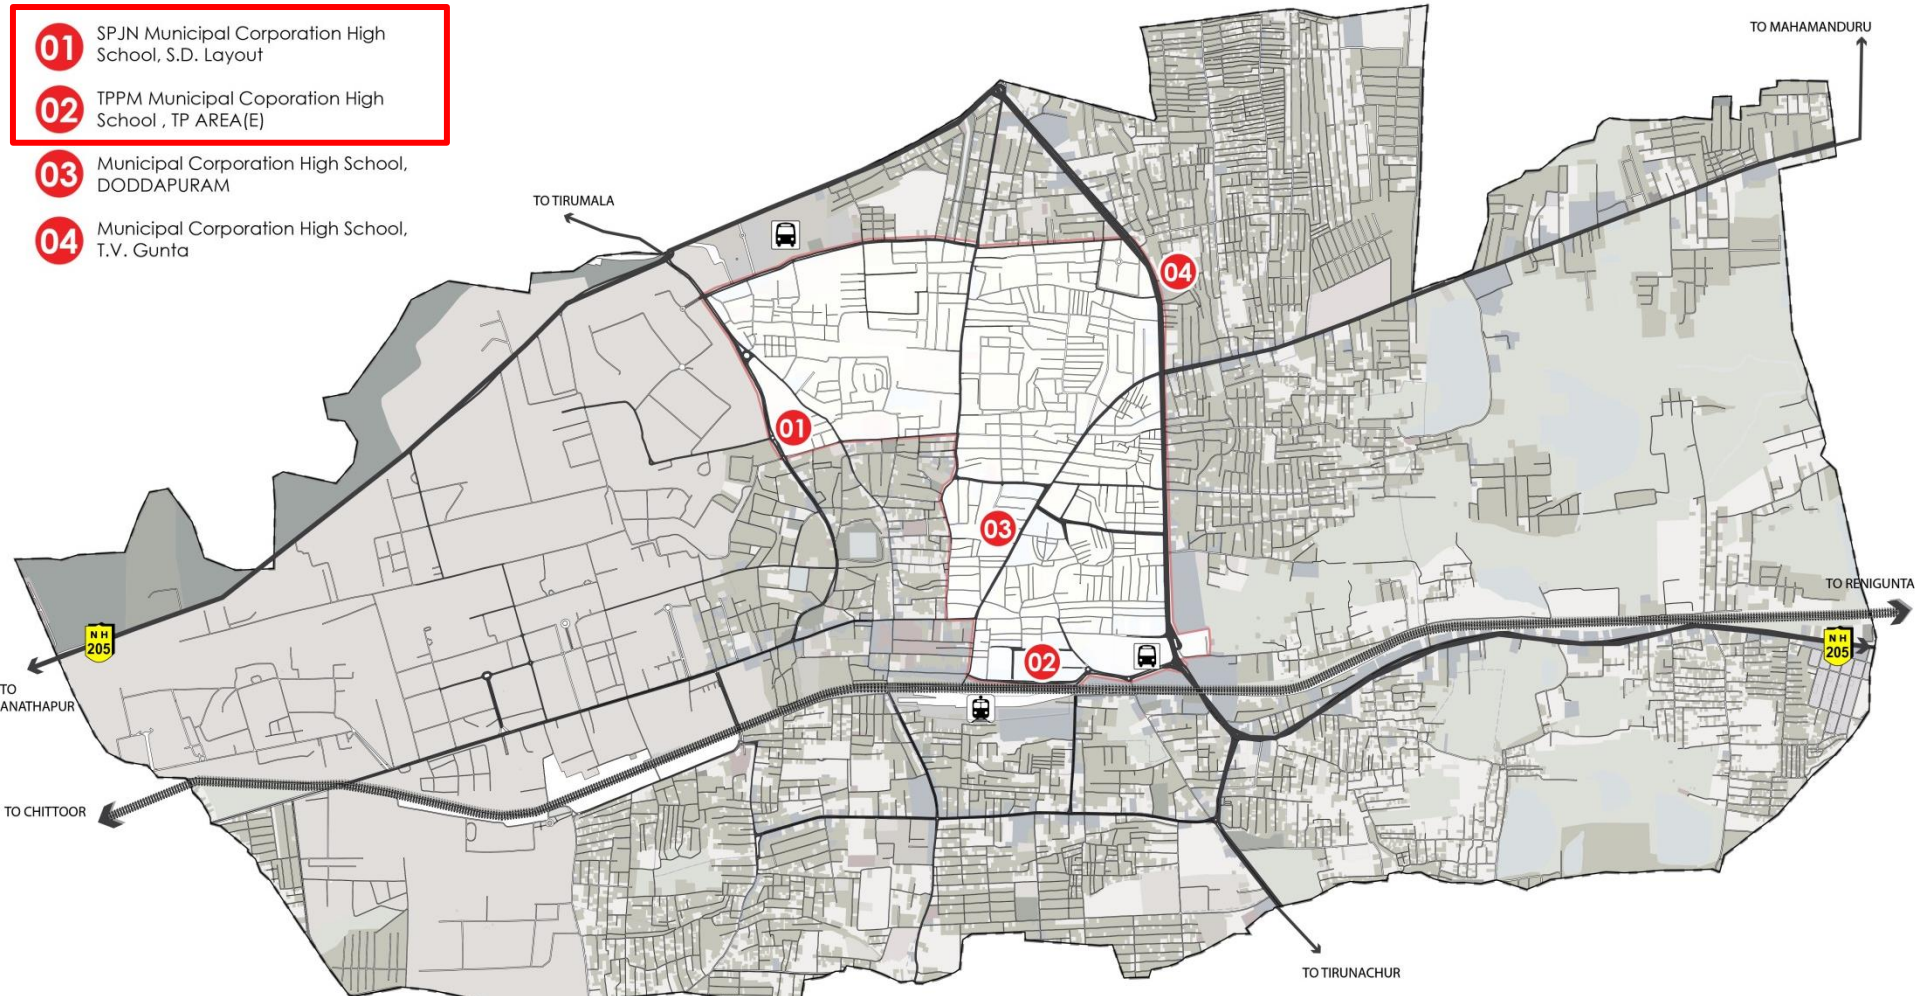 01 SPJN Municipal Corporation High
School, S.D. Layout
02 TPPM Municipal Coporation High
School , TP AREA(E)
03 Municipal Corporation High School,
DODDAPURAM
04 Municipal Corporation High School,
T.V. Gunta
TO MAHAMANDURU
TO TIRUMALA
04
01
03
TO RENIGUNTA
NH
205
NH
205
02
TO
ANATHAPUR
TO CHITTOOR
TO TIRUNACHUR